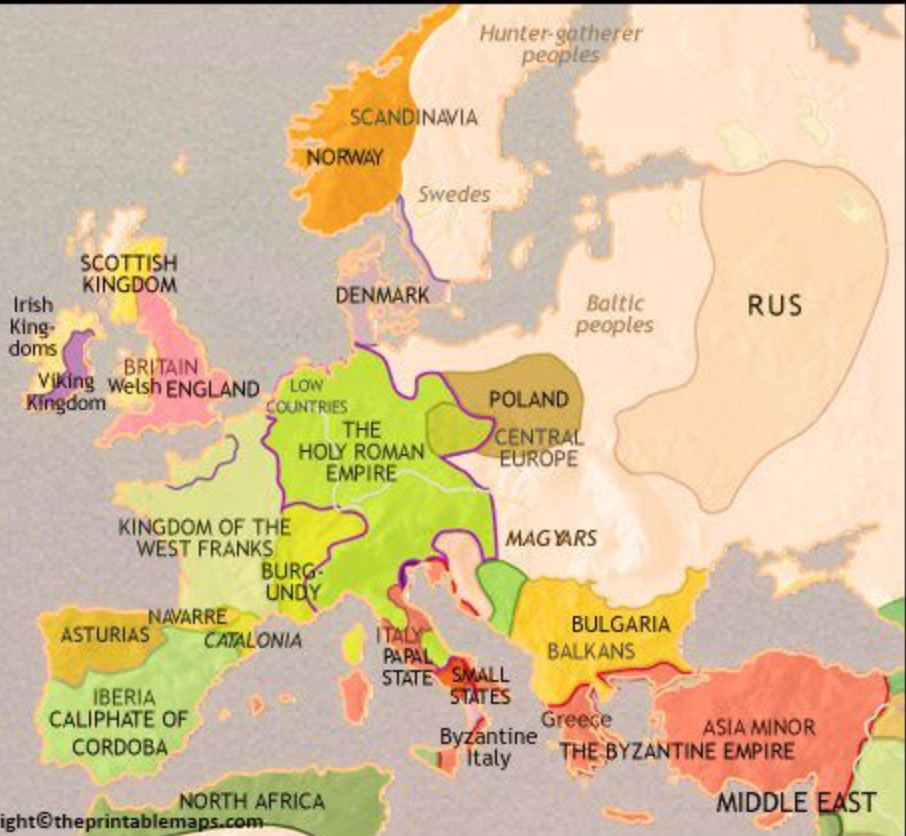 Hunter-gatherer
peoples
SCANDINAVIA
NORWAY
Swedes
SCOTTISH
KINGDOM
DENMARK
Irish
King-
doms
Baltic
peoples
RUS
BRITAIN
Viking
Kingdom
Welsh ENGLAND
LOW
COUNTRIES
POLAND
THE
HOLY ROMAN
EMPIRE
CENTRAL
EUROPE
KINGDOM OF THE
WEST FRANKS
MAGYARS
BURG-
UNDY
NAVARRE
ASTURIAS
CATALONIA
ITALY
PAPAL
STATE
BULGARIA
BALKANS
SMALL
STATES
IBERIA
CALIPHATE OF
CORDOBA
Greece
Byzantine
Italy
ASIA MINOR
THE BYZANTINE EMPIRE
NORTH AFRICA
MIDDLE EAST
ight©theprintablemaps.com